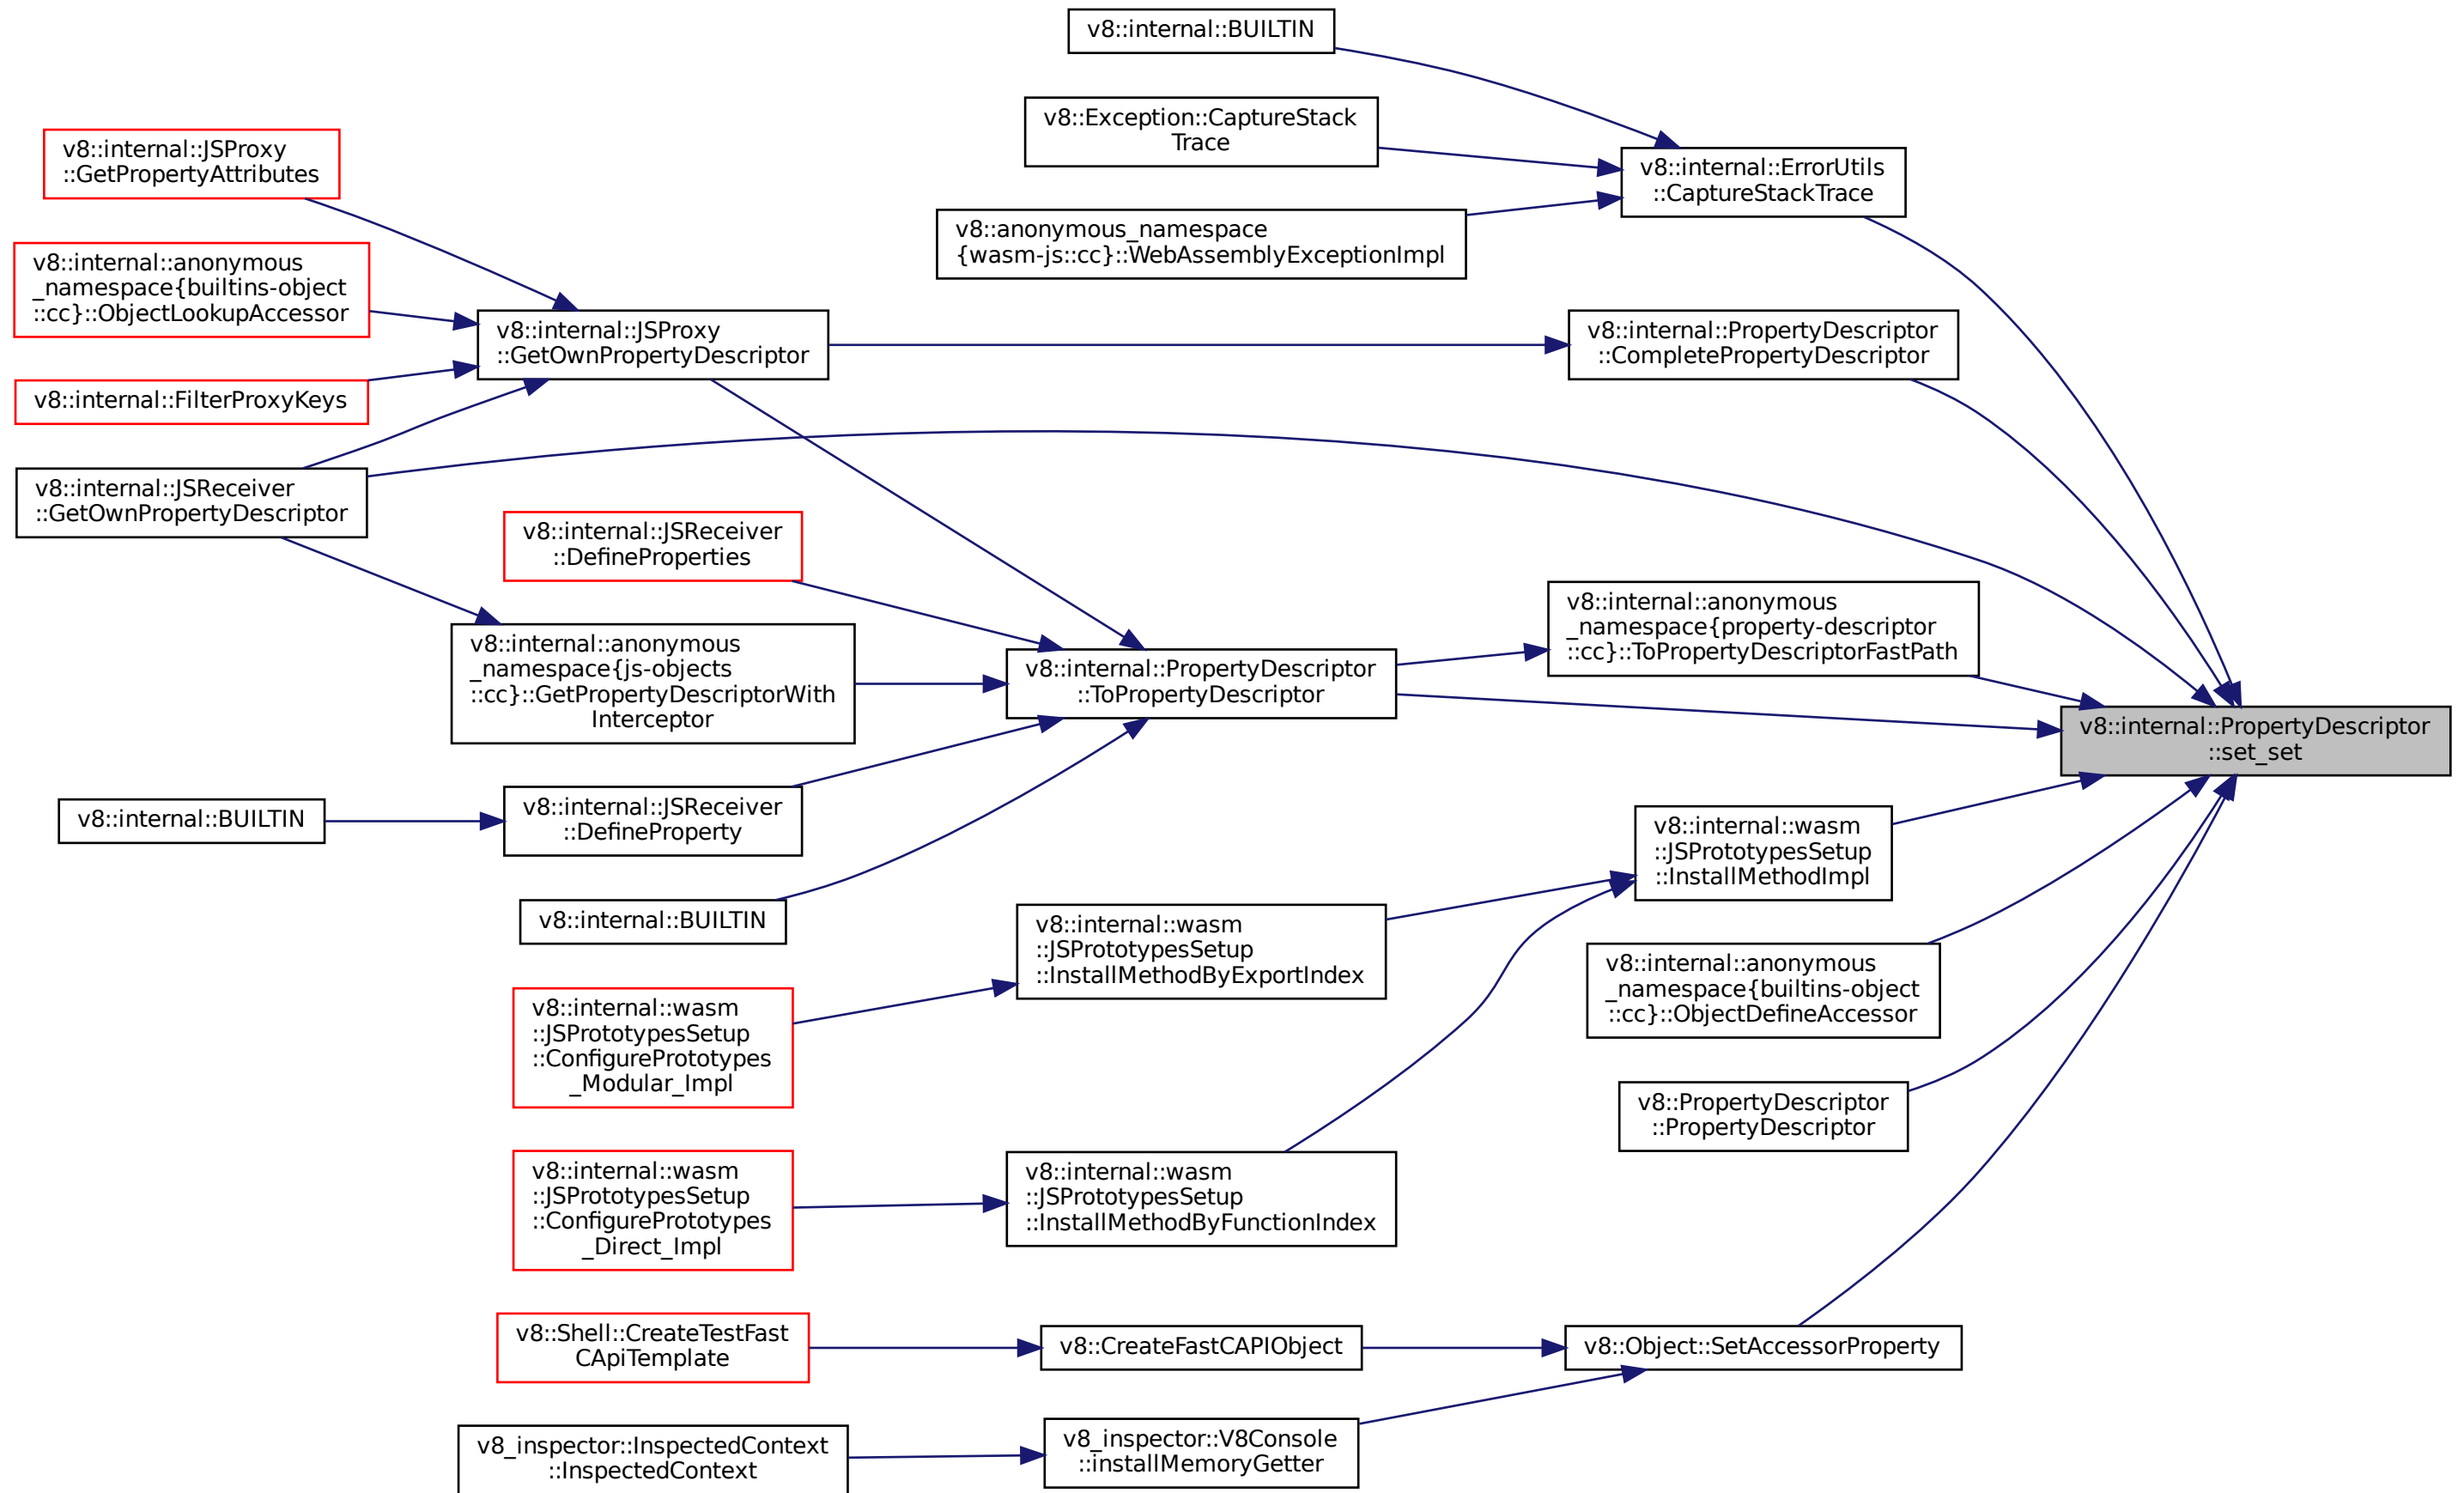 v8::internal::BUILTIN
v8::Exception::CaptureStack
Trace
v8::internal::JSProxy
::GetPropertyAttributes
v8::internal::ErrorUtils
::CaptureStackTrace
v8::anonymous_namespace
{wasm-js::cc}::WebAssemblyExceptionImpl
v8::internal::anonymous
_namespace{builtins-object
::cc}::ObjectLookupAccessor
v8::internal::JSProxy
::GetOwnPropertyDescriptor
v8::internal::PropertyDescriptor
::CompletePropertyDescriptor
v8::internal::FilterProxyKeys
v8::internal::JSReceiver
::GetOwnPropertyDescriptor
v8::internal::JSReceiver
::DefineProperties
v8::internal::anonymous
_namespace{property-descriptor
::cc}::ToPropertyDescriptorFastPath
v8::internal::anonymous
_namespace{js-objects
::cc}::GetPropertyDescriptorWith
Interceptor
v8::internal::PropertyDescriptor
::ToPropertyDescriptor
v8::internal::PropertyDescriptor
::set_set
v8::internal::BUILTIN
v8::internal::JSReceiver
::DefineProperty
v8::internal::wasm
::JSPrototypesSetup
::InstallMethodImpl
v8::internal::BUILTIN
v8::internal::wasm
::JSPrototypesSetup
::InstallMethodByExportIndex
v8::internal::anonymous
_namespace{builtins-object
::cc}::ObjectDefineAccessor
v8::internal::wasm
::JSPrototypesSetup
::ConfigurePrototypes
_Modular_Impl
v8::PropertyDescriptor
::PropertyDescriptor
v8::internal::wasm
::JSPrototypesSetup
::ConfigurePrototypes
_Direct_Impl
v8::internal::wasm
::JSPrototypesSetup
::InstallMethodByFunctionIndex
v8::Shell::CreateTestFast
CApiTemplate
v8::CreateFastCAPIObject
v8::Object::SetAccessorProperty
v8_inspector::InspectedContext
::InspectedContext
v8_inspector::V8Console
::installMemoryGetter